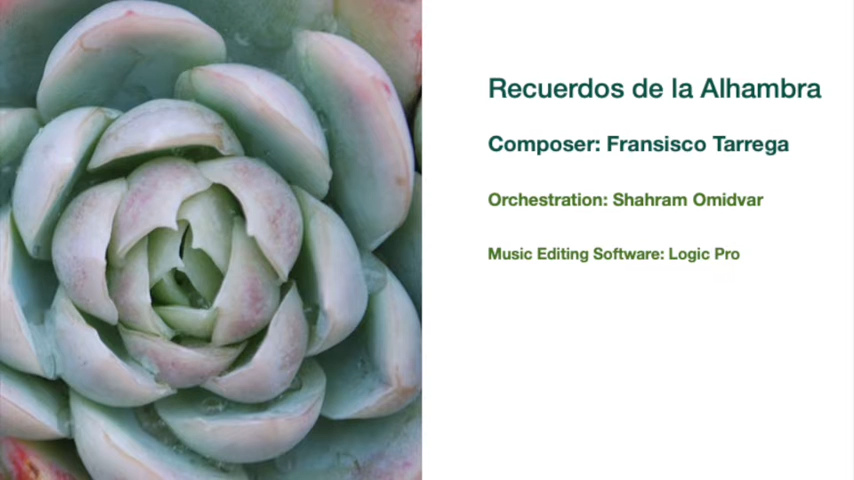 Recuerdos de la Alhambra
Composer: Fransisco Tarrega
Orchestration: Shahram Omidvar
Music Editing Software: Logic Pro